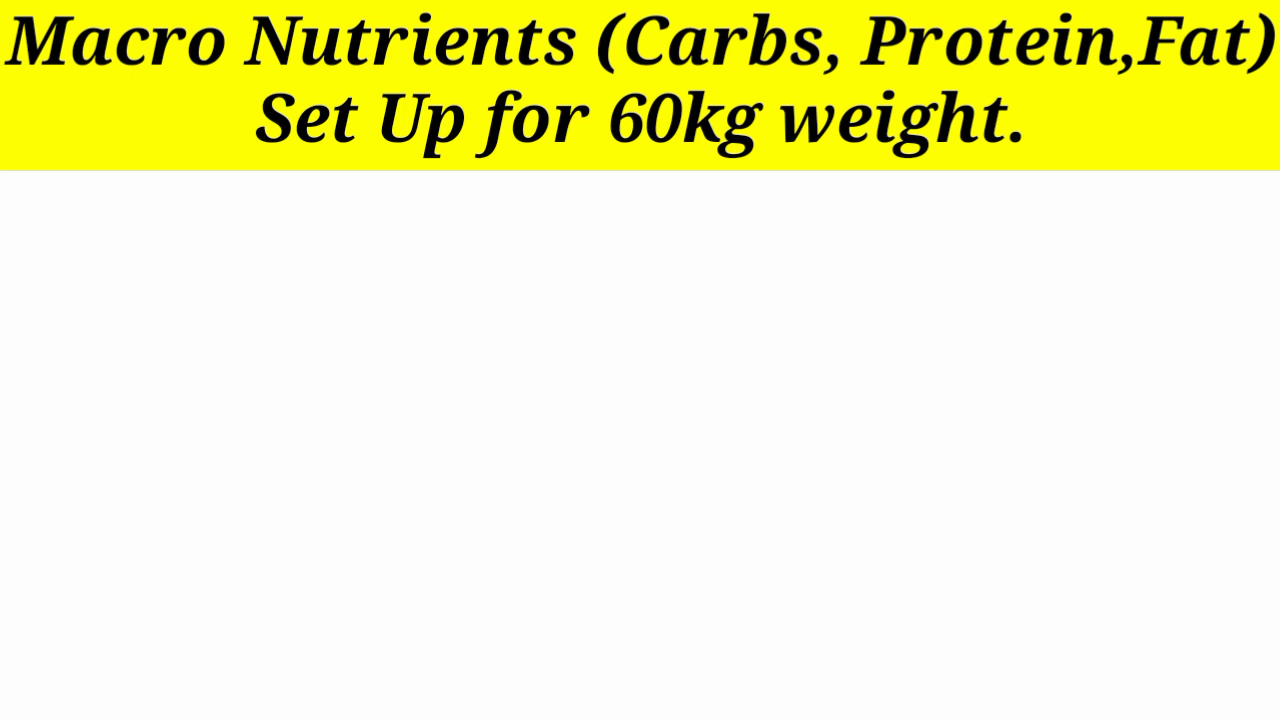 Macro Nutrients (Carbs, Protein,Fat)
Set Up for 60kg weight.